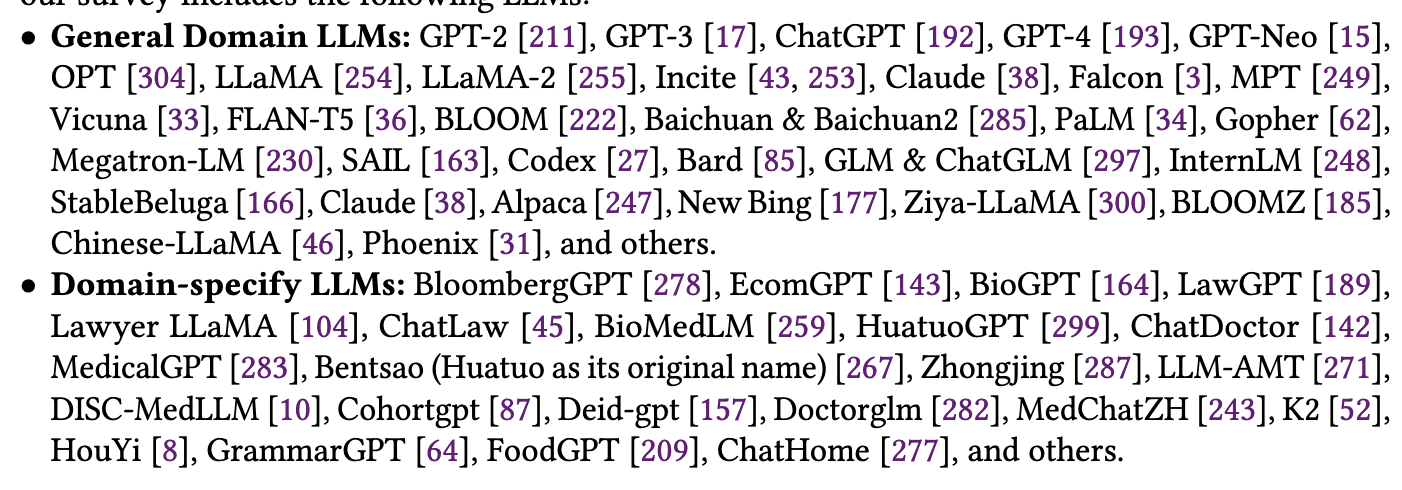 our survey includes the following LLMs:
• General Domain LLMs: GPT-2 [211], GPT-3 [17], ChatGPT [192], GPT-4 [193], GPT-Neo [15],
OPT [304], LLaMA [254], LLaMA-2 [255], Incite [43, 253], Claude [38], Falcon [3], MPT [249],
Vicuna [33], FLAN-T5 [36], BLOOM [222], Baichuan & Baichuan2 [285], PaLM [34], Gopher [62],
Megatron-LM [230], SAIL [163], Codex [27], Bard [85], GLM & ChatGLM [297], InternLM [248],
StableBeluga [166], Claude [38], Alpaca [247], New Bing [177], Ziya-LLaMA [300], BLOOMZ [185],
Chinese-LLaMA [46], Phoenix [31], and others.
• Domain-specify LLMs: BloombergGPT [278], EcomGPT [143], BioGPT [164], LawGPT [189],
Lawyer LLaMA [104], ChatLaw [45], BioMedLM [259], HuatuoGPT [299], ChatDoctor [142],
MedicalGPT [283], Bentsao (Huatuo as its original name) [267], Zhongjing [287], LLM-AMT [271],
DISC-MedLLM [10], Cohortgpt [87], Deid-gpt [157], Doctorglm [282], MedChatZH [243], K2 [52],
HouYi [8], GrammarGPT [64], FoodGPT [209], ChatHome [277], and others.